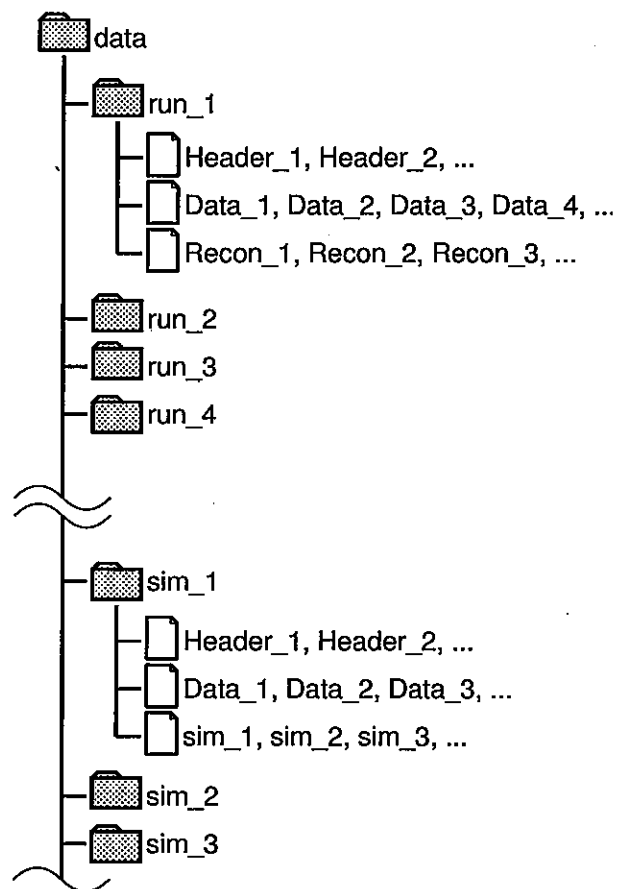 data
run_1
Header_1, Header_2, ...
Data_1, Data_2, Data_3, Data_4, ...
Recon_1, Recon_2, Recon_3, ...
run_2
run_3
run_4
sim_1
Header_1, Header_2, ...
Data_1, Data_2, Data_3, ...
sim_1, sim_2, sim_3, ...
sim_2
sim_3